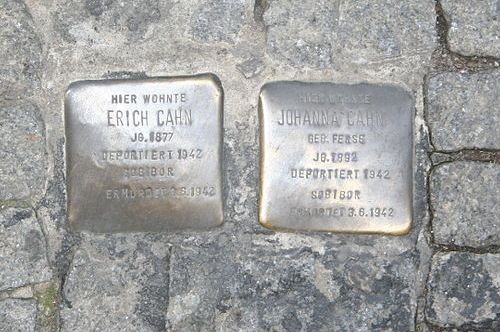 HIER WOHNTE
ERICH CAHN
JG. 1877
DEPORTIERT 1942
SOBIBOR
ERMORDET 3.6.1942
HIER WOHNTE
JOHANNA CAHN
GEB. FERSE
JG. 1892
DEPORTIERT 1942
SOBIBOR
ERMORDET 3.6.1942